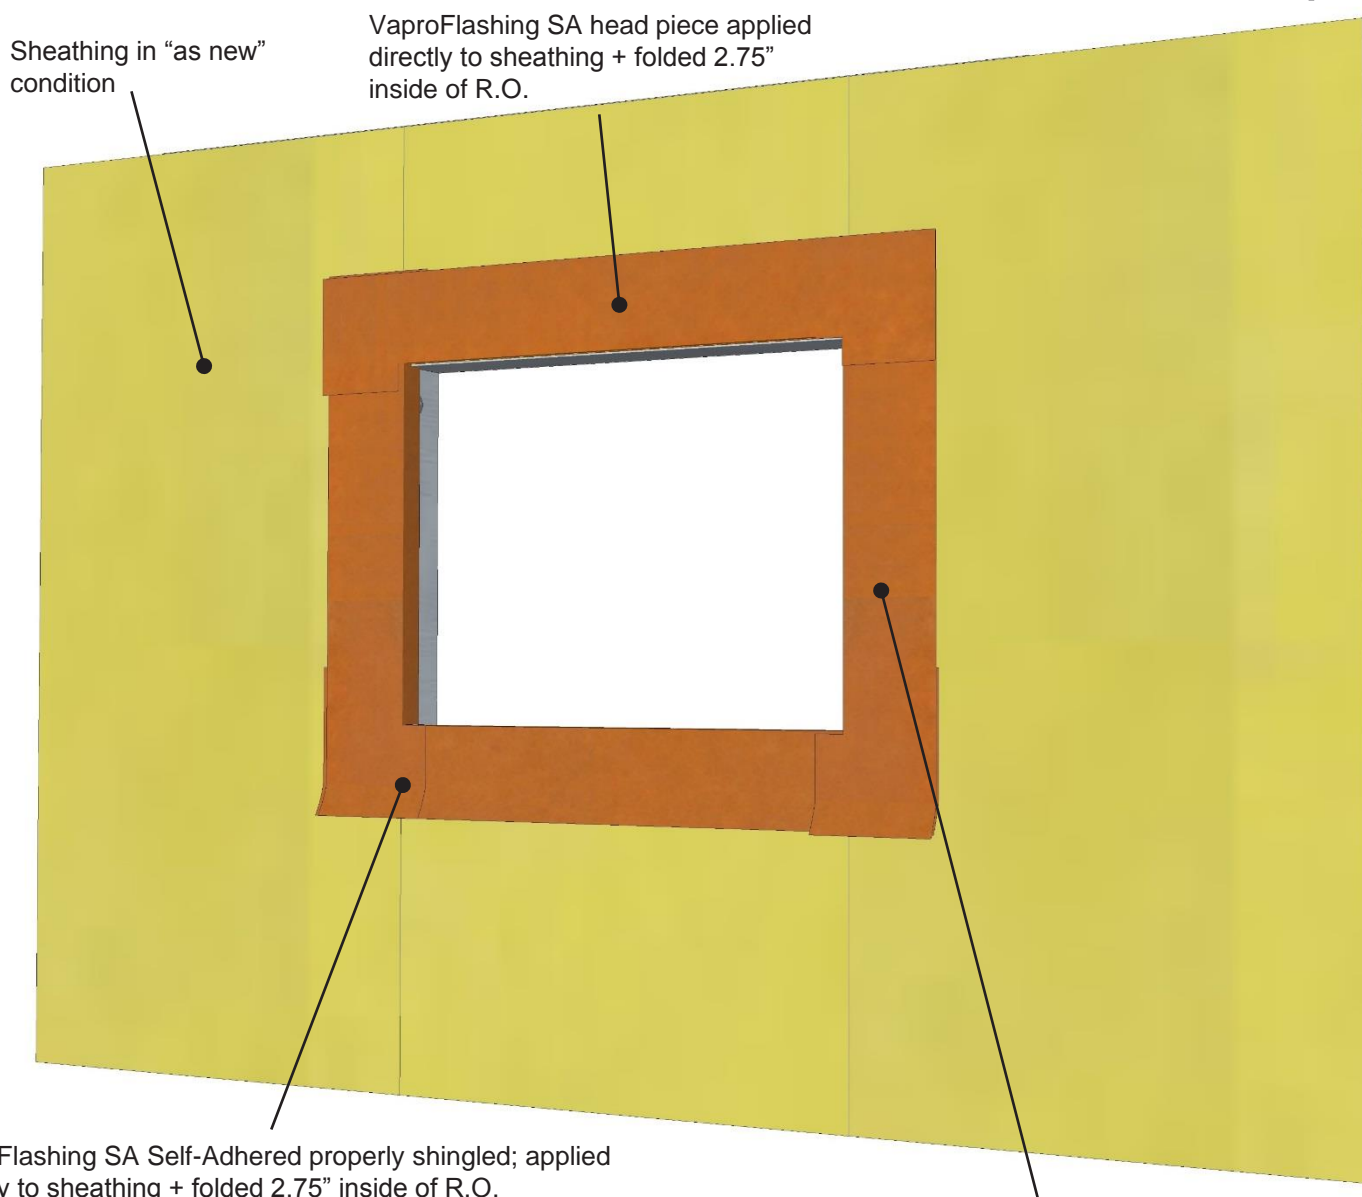 VaproFlashing SA head piece applied
directly to sheathing + folded 2.75”
inside of R.O.
Sheathing in “as new”
condition
Flashing SA Self-Adhered properly shingled; applied
to sheathing + folded 2.75” inside of R.O.